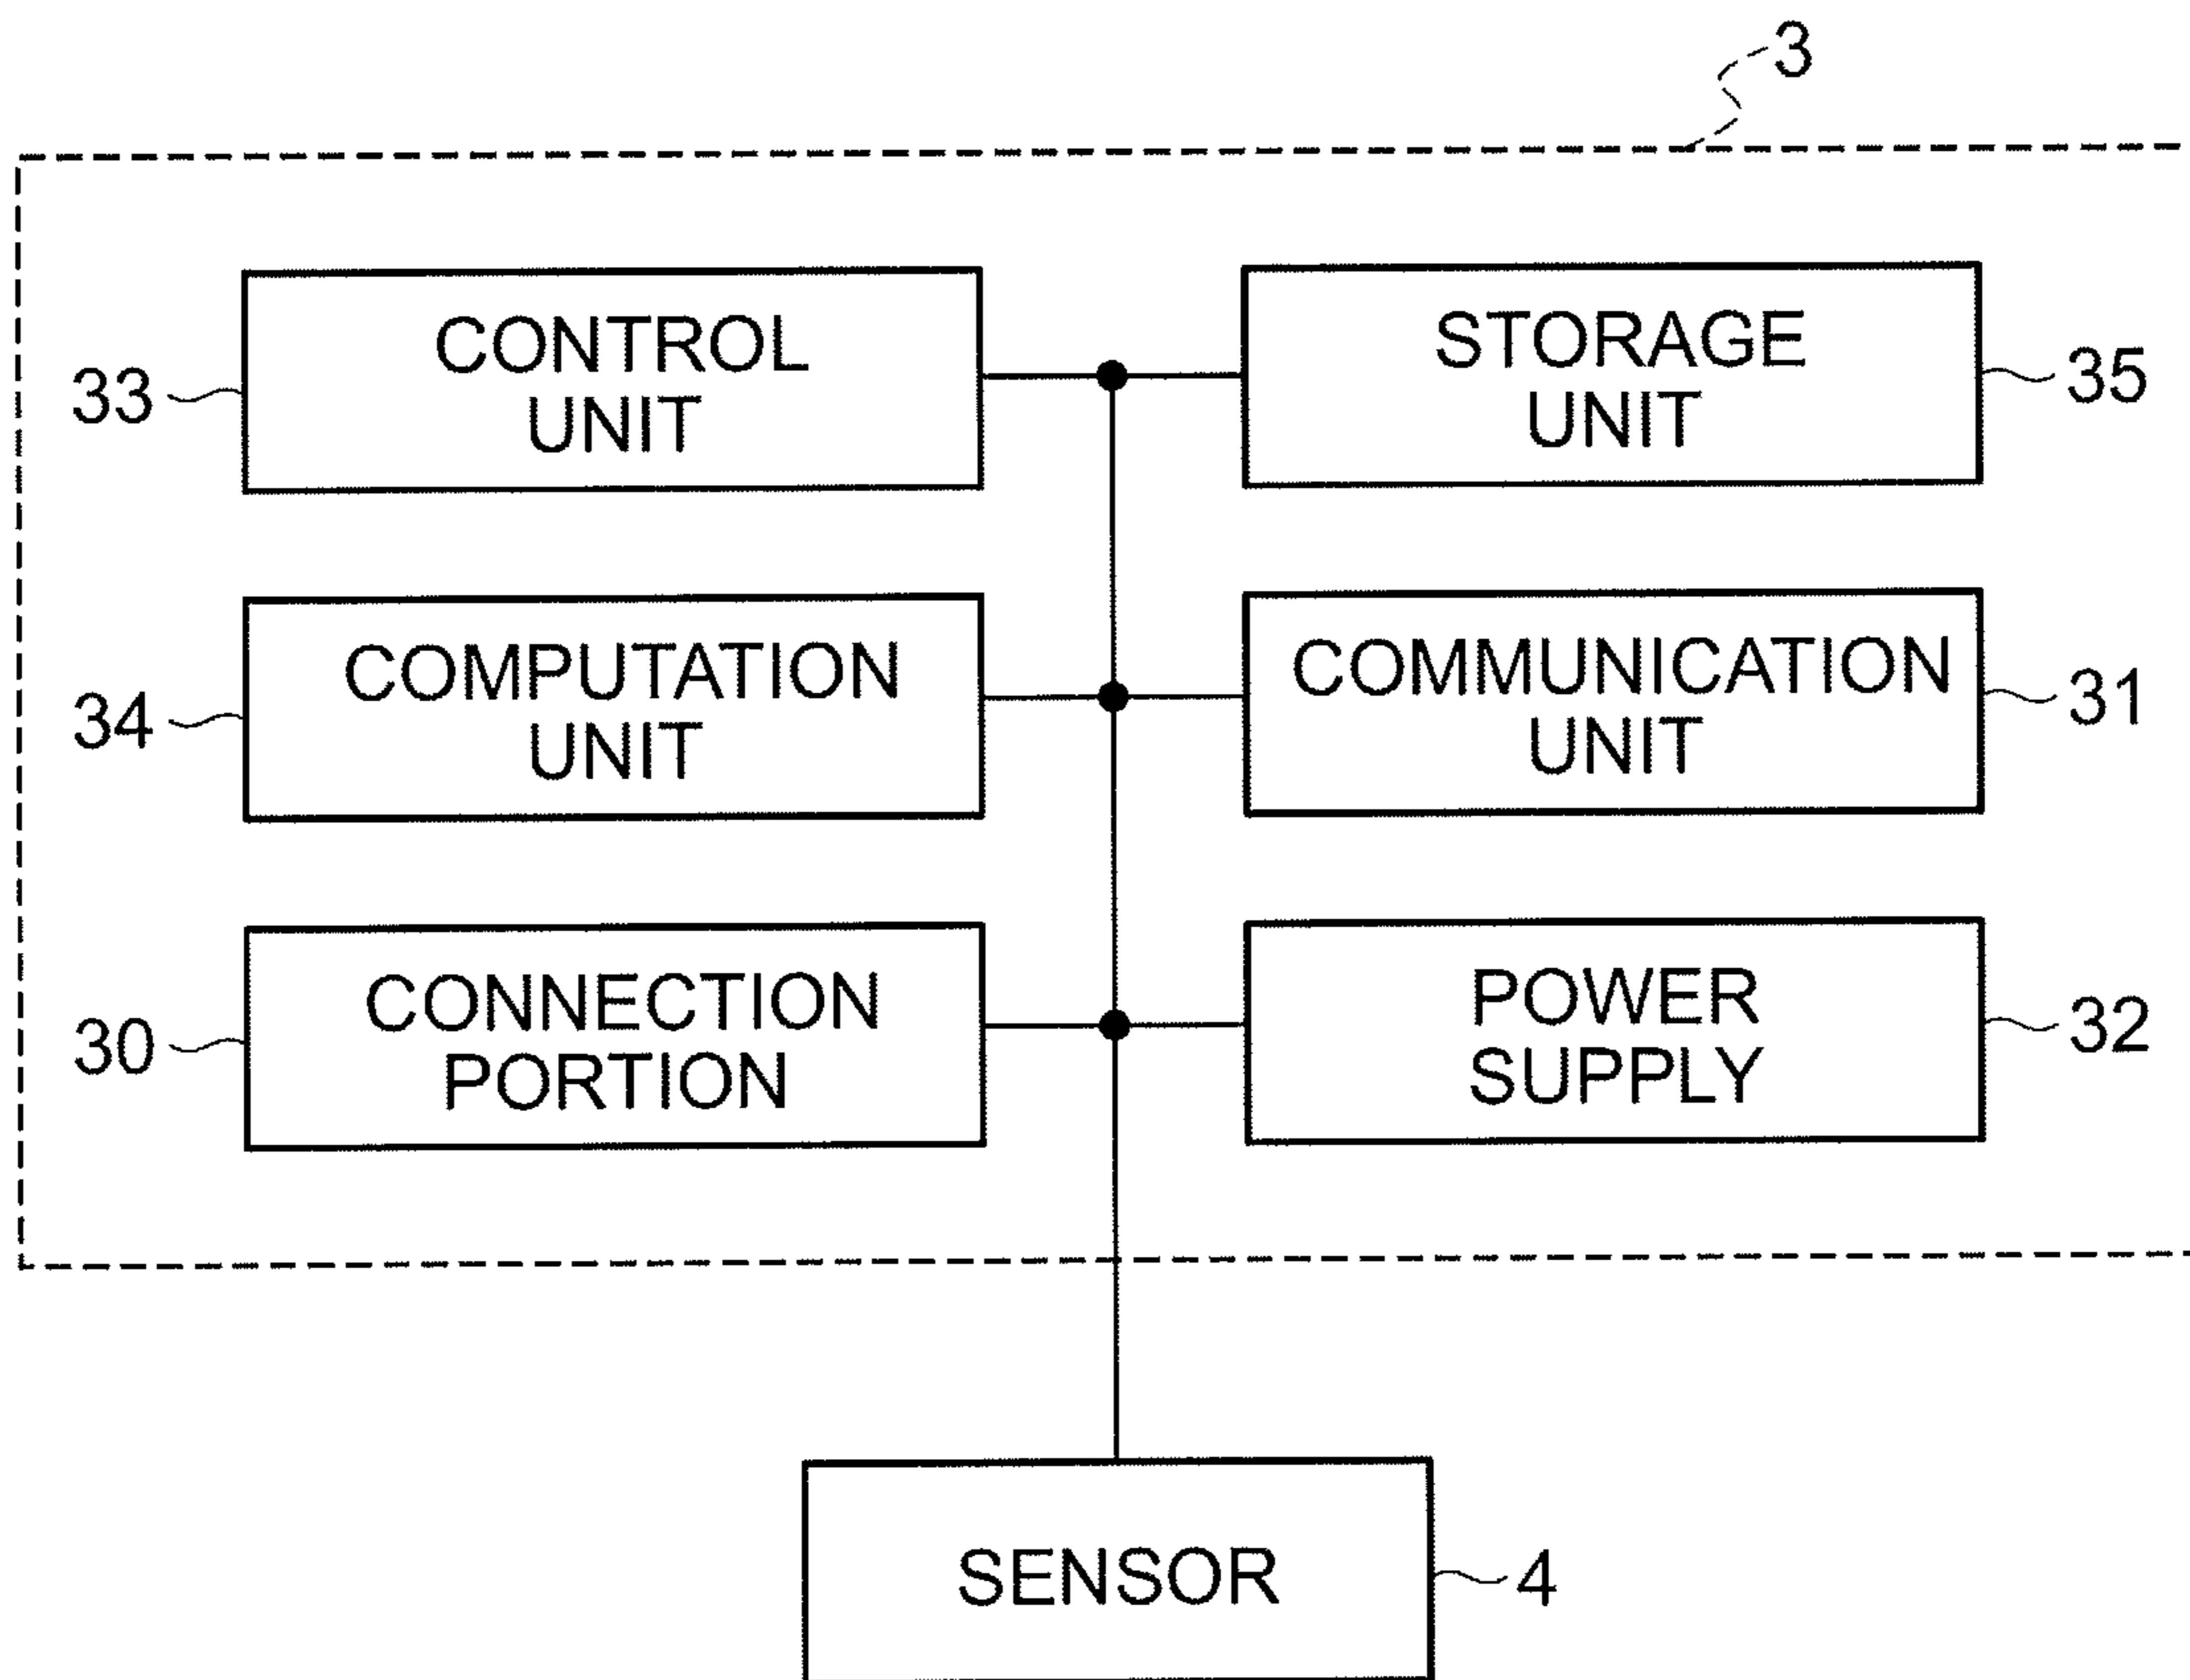 3
CONTROL
UNIT
33
STORAGE
UNIT
35
COMPUTATION
UNIT
34
COMMUNICATION
UNIT
31
CONNECTION
PORTION
30
POWER
SUPPLY
32
SENSOR
4